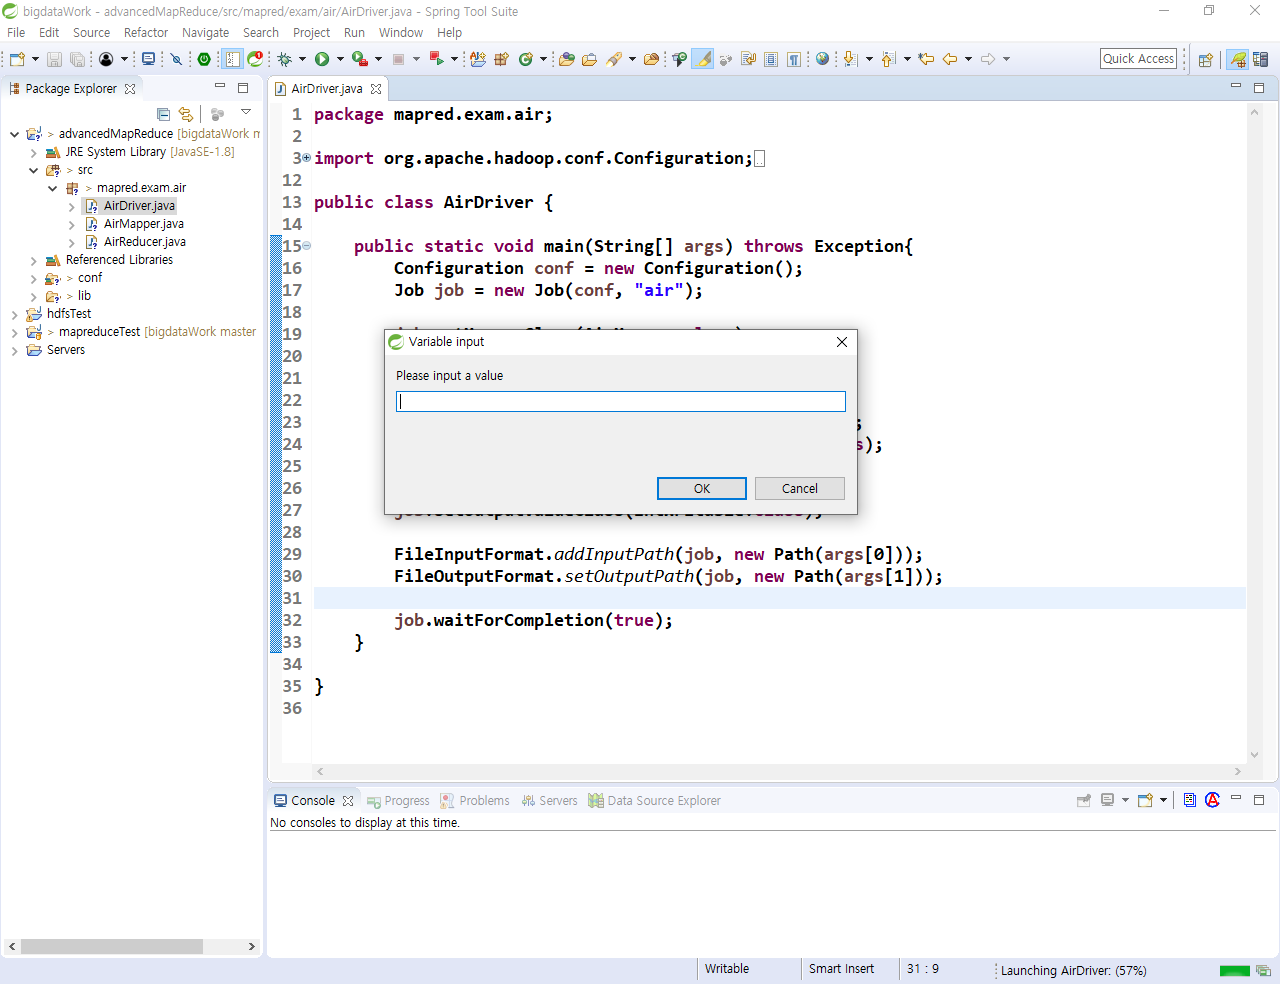 bigdataWork - advancedMapReduce/src/mapred/exam/air/AirDriver.java - Spring Tool Suite
File Edit Source Refactor Navigate Search Project Run Window Help
Quick Access
Package Explorer
> advancedMapReduce [bigdataWork m
JRE System Library [JavaSE-1.8]
> src
> mapred.exam.air
AirDriver.java
AirMapper.java
AirReducer.java
Referenced Libraries
> conf
> lib
hdfsTest
> mapreduceTest [bigdataWork master
Servers
AirDriver.java
1 package mapred.exam.air;
2
3 import org.apache.hadoop.conf.Configuration;
12
13 public class AirDriver {
14
15 public static void main(String[] args) throws Exception{
16 Configuration conf = new Configuration();
17 Job job = new Job(conf, "air");
18
19
20
21
22
23 ;
24 s);
25
26
27
28
29 FileInputFormat.addInputPath(job, new Path(args[0]));
30 FileOutputFormat.setOutputPath(job, new Path(args[1]));
31
32 job.waitForCompletion(true);
33 }
34
35 }
36
Variable input
Please input a value
OK Cancel
Console Progress Problems Servers Data Source Explorer
No consoles to display at this time.
Writable Smart Insert 31 : 9 Launching AirDriver: (57%)